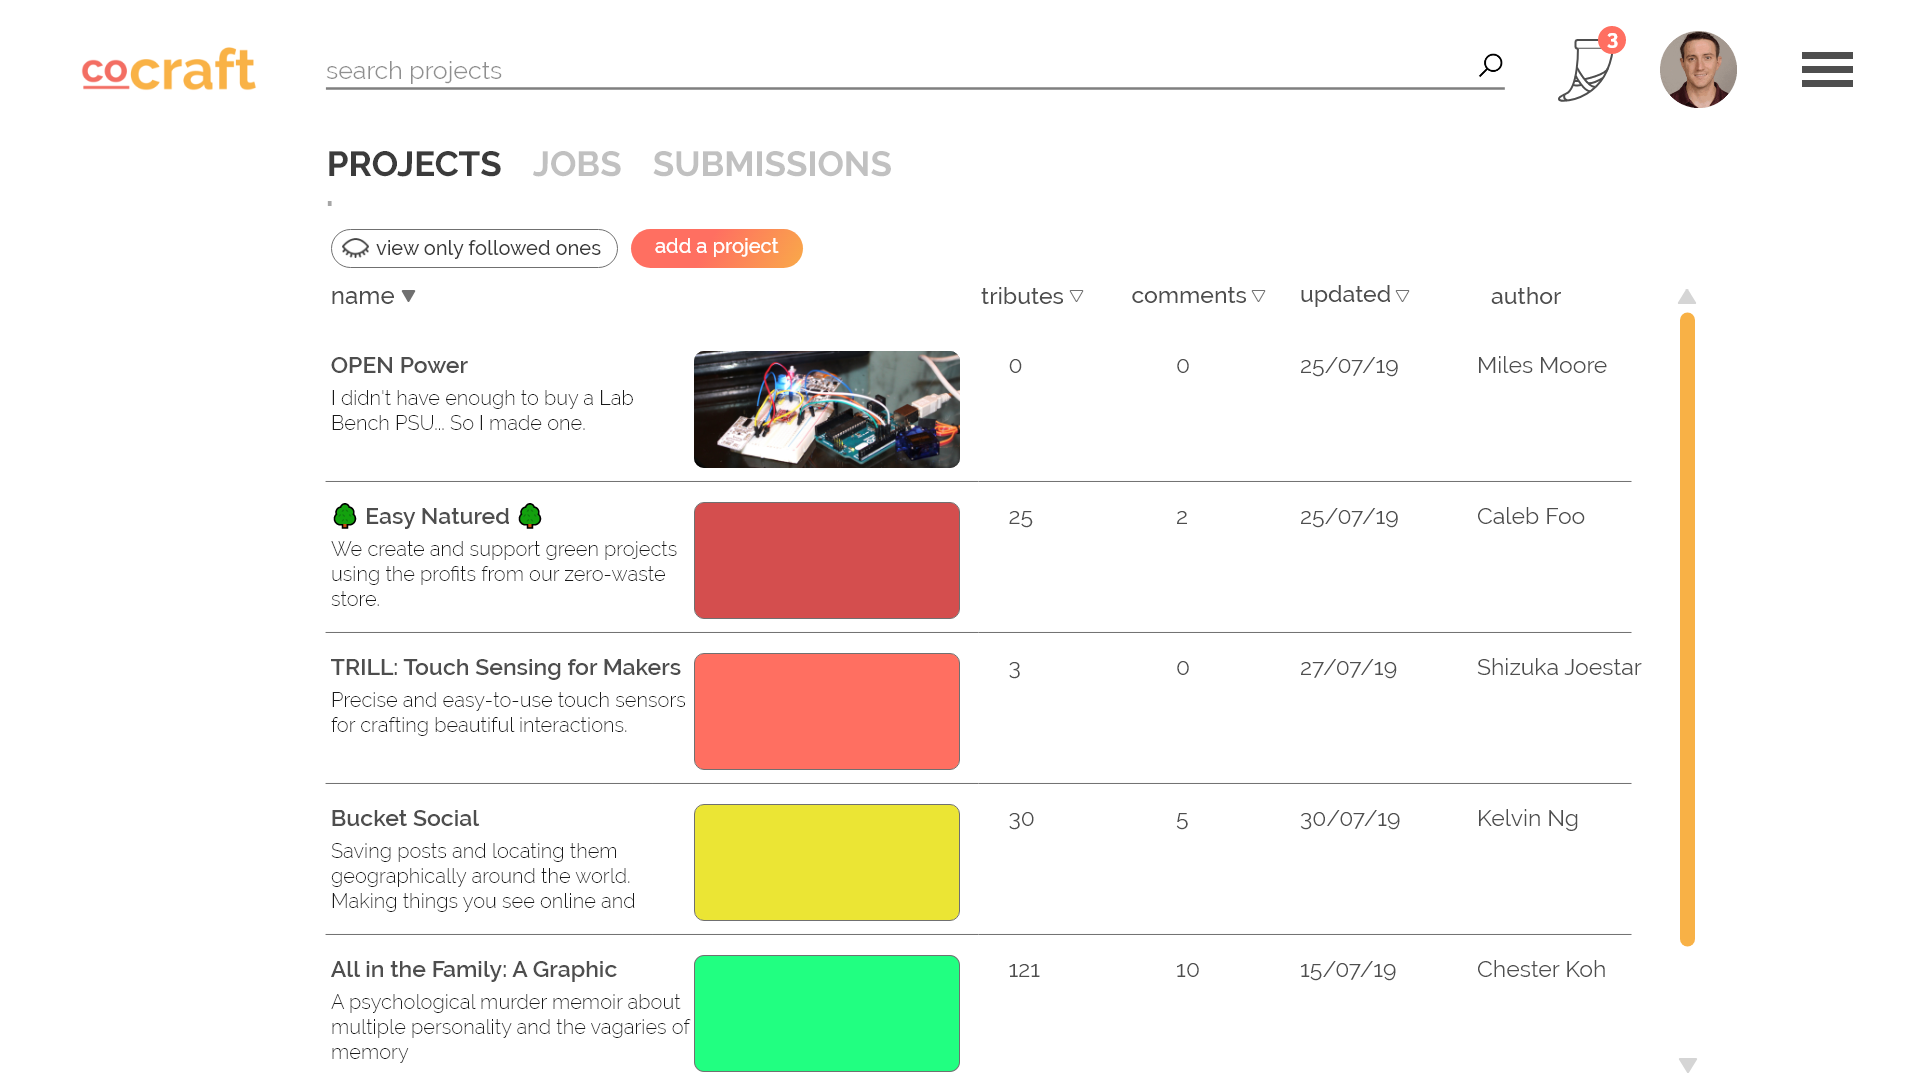 cocraft
search projects
3
PROJECTS JOBS SUBMISSIONS
view only followed ones
add a project
name tributes comments updated author
OPEN Power 0 0 25/07/19 Miles Moore
I didn't have enough to buy a Lab
Bench PSU... So I made one.
Easy Natured 25 2 25/07/19 Caleb Foo
We create and support green projects
using the profits from our zero-waste
store.
TRILL: Touch Sensing for Makers 3 0 27/07/19 Shizuka Joestar
Precise and easy-to-use touch sensors
for crafting beautiful interactions.
Bucket Social 30 5 30/07/19 Kelvin Ng
Saving posts and locating them
geographically around the world.
Making things you see online and
All in the Family: A Graphic 121 10 15/07/19 Chester Koh
A psychological murder memoir about
multiple personality and the vagaries of
memory